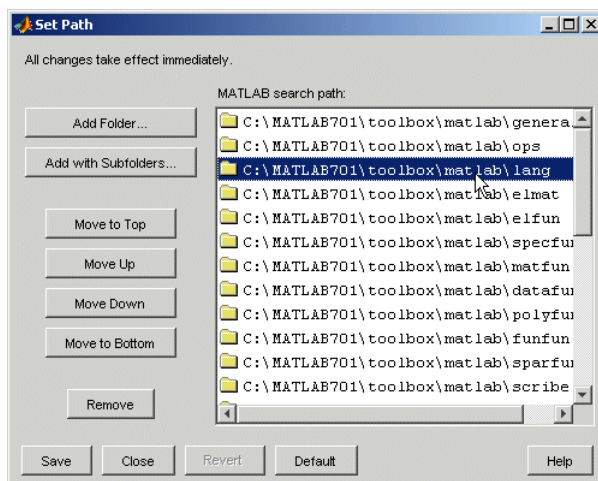 Set Path
All changes take effect immediately.
MATLAB search path:
Add Folder...
Add with Subfolders...
Move to Top
Move Up
Move Down
Move to Bottom
Remove
C:\MATLAB701\toolbox\matlab\genera
C:\MATLAB701\toolbox\matlab\ops
C:\MATLAB701\toolbox\matlab\lang
C:\MATLAB701\toolbox\matlab\elmat
C:\MATLAB701\toolbox\matlab\elfun
C:\MATLAB701\toolbox\matlab\specfu
C:\MATLAB701\toolbox\matlab\matfun
C:\MATLAB701\toolbox\matlab\datafu
C:\MATLAB701\toolbox\matlab\polyfu
C:\MATLAB701\toolbox\matlab\funfun
C:\MATLAB701\toolbox\matlab\sparfu
C:\MATLAB701\toolbox\matlab\scribe
Save
Close
Revert
Default
Help